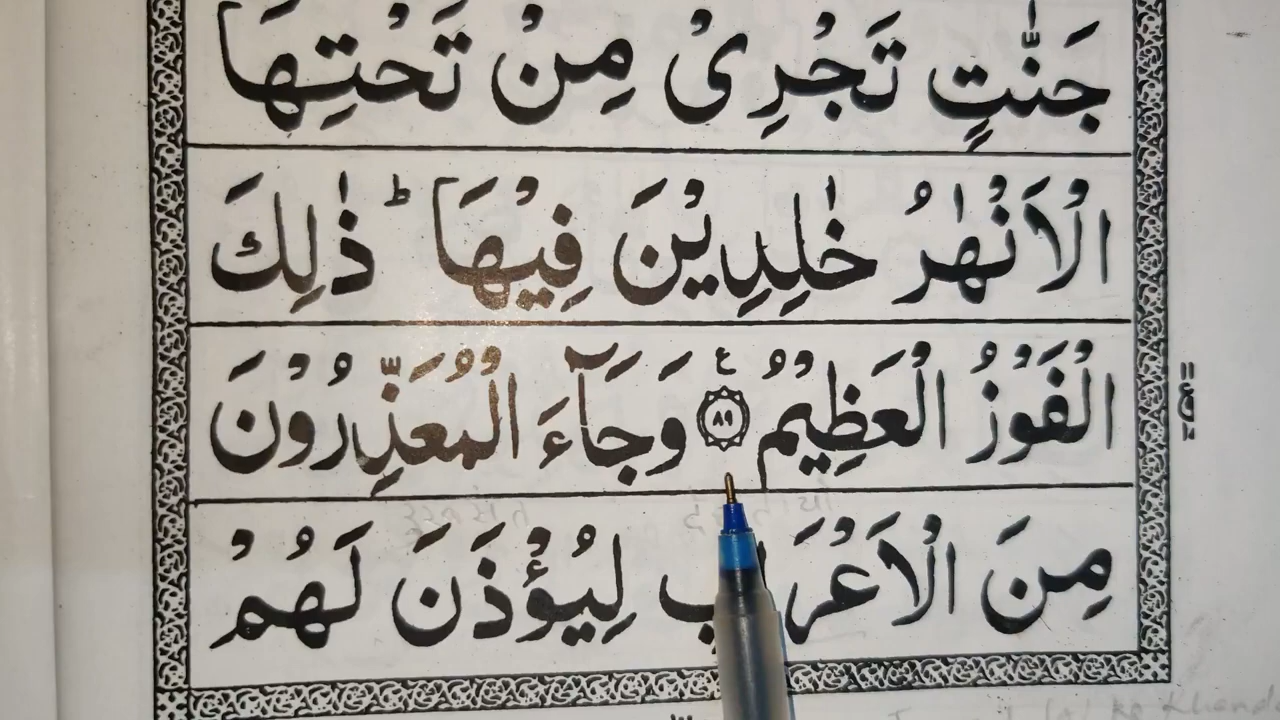 جَنّٰتٍ تَجْرِیْ مِنْ تَحْتِهَا
الْاَنْهٰرُ خٰلِدِیْنَ فِیْهَا ؕ ذٰلِكَ
الْفَوْزُ الْعَظِیْمُ ۟ع ۸۹ وَجَآءَ الْمُعَذِّرُوْنَ
مِنَ الْاَعْرَابِ لِیُؤْذَنَ لَهُمْ